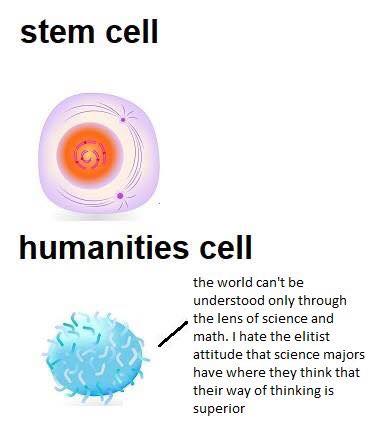 stem cell
humanities cell
the world can't be
understood only through
the lens of science and
math. I hate the elitist
attitude that science majors
have where they think that
their way of thinking is
superior